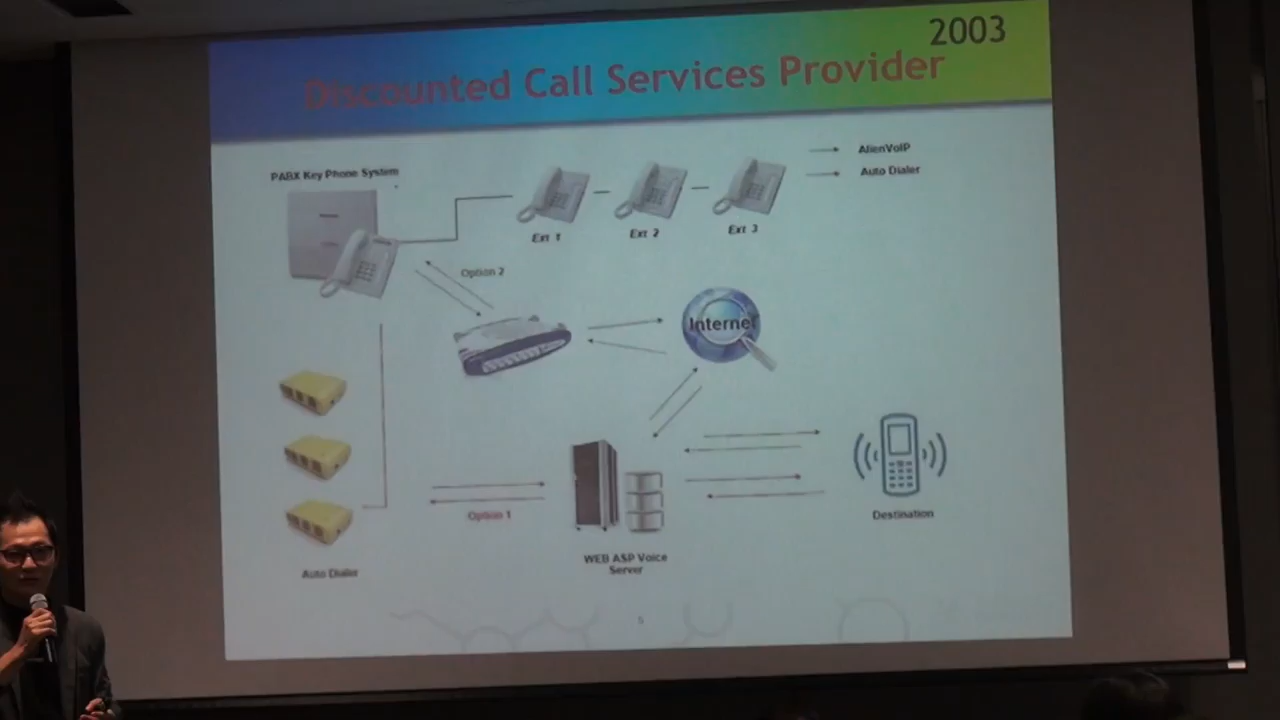 2003
Discounted Call Services Provider
PABX Key Phone System
AlienVoIP
Auto Dialer
Ext 1
Ext 2
Ext 3
Option 2
Internet
Option 1
Destination
WEB ASP Voice
Server
Auto Dialer
5